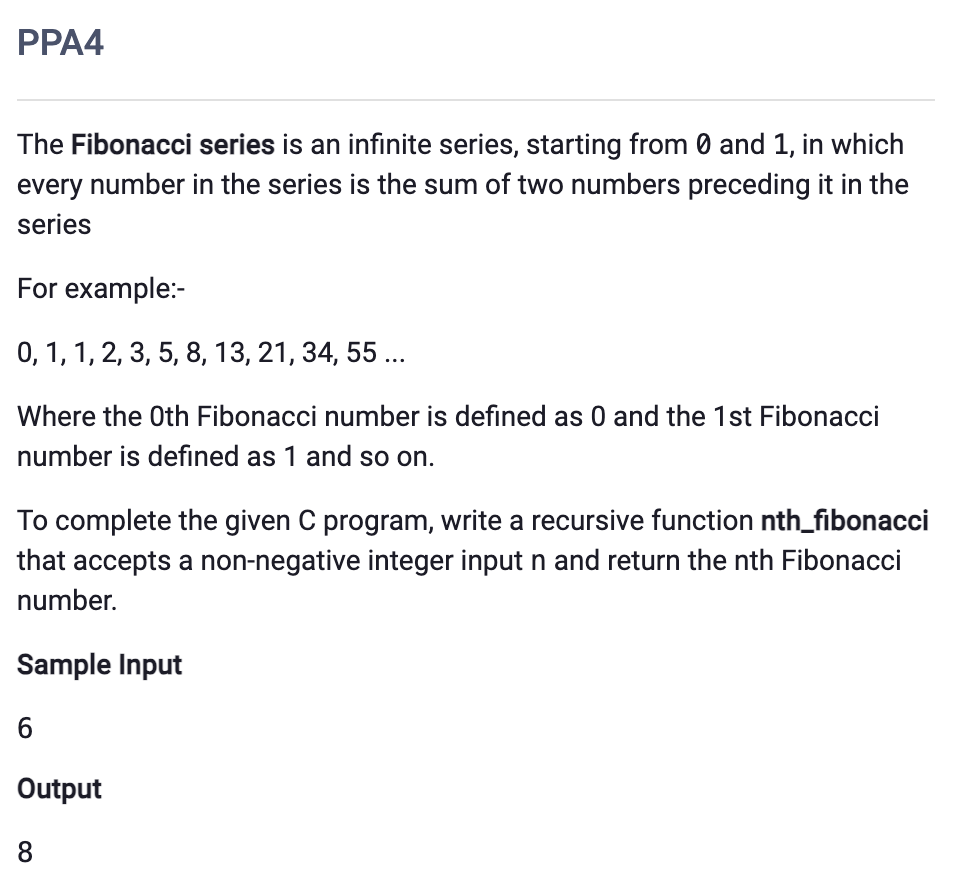 PPA4
The Fibonacci series is an infinite series, starting from 0 and 1, in which
every number in the series is the sum of two numbers preceding it in the
series
For example:-
0, 1, 1, 2, 3, 5, 8, 13, 21, 34, 55 ...
Where the 0th Fibonacci number is defined as 0 and the 1st Fibonacci
number is defined as 1 and so on.
To complete the given C program, write a recursive function nth_fibonacci
that accepts a non-negative integer input n and return the nth Fibonacci
number.
Sample Input
6
Output
8